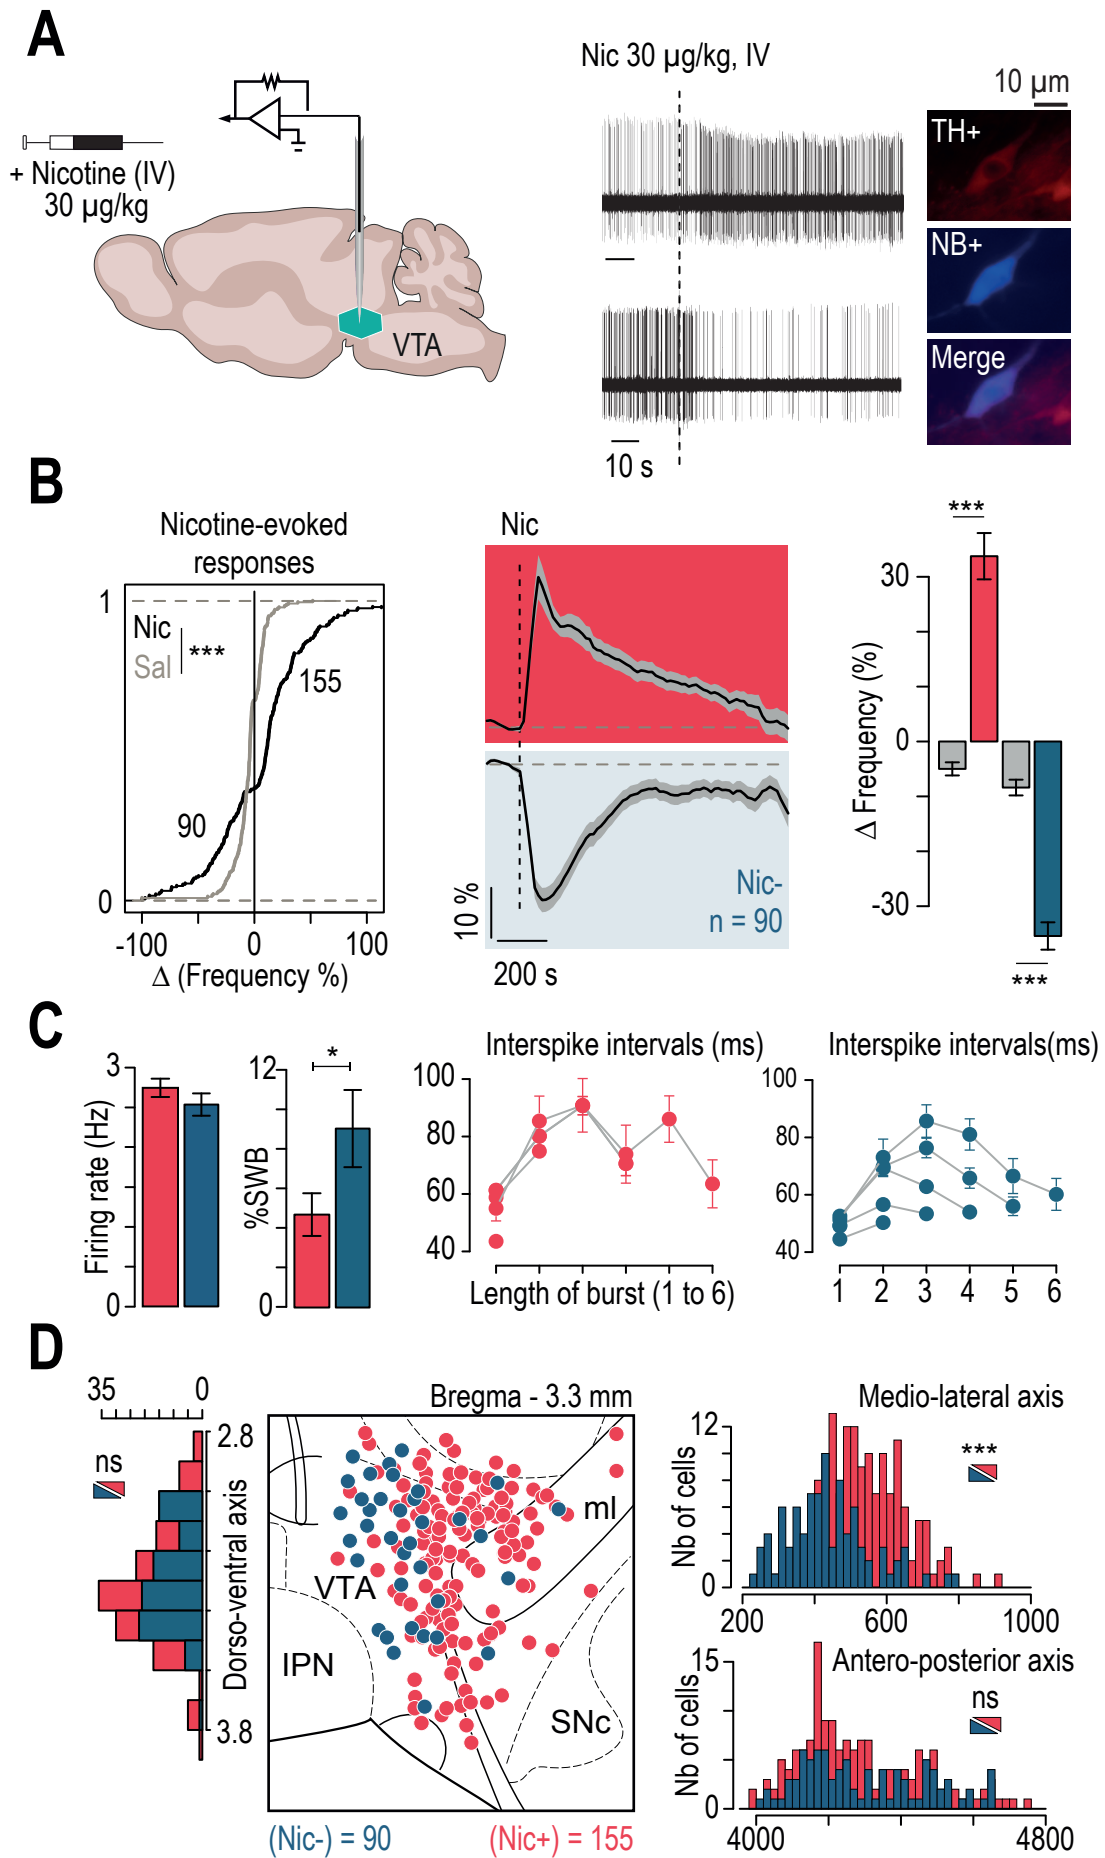 A
Nic 30 µg/kg, IV
10 µm
+ Nicotine (IV)
30 µg/kg
VTA
TH+
NB+
Merge
10 s
B
Nicotine-evoked
responses
1
Nic
Sal
***
155
90
0
-100 0 100
Δ (Frequency %)
Nic
10 %
200 s
Nic-
n = 90
***
30
0
-30
Δ Frequency (%)
***
C
3
0
Firing rate (Hz)
12
0
%SWB
*
Interspike intervals (ms)
100
80
60
40
Length of burst (1 to 6)
Interspike intervals(ms)
100
80
60
40
1 2 3 4 5 6
D
35 0
ns
2.8
3.8
Dorso-ventral axis
Bregma - 3.3 mm
ml
VTA
IPN
SNc
(Nic-) = 90
(Nic+) = 155
Medio-lateral axis
12
0
Nb of cells
***
200 600 1000
Antero-posterior axis
15
0
Nb of cells
ns
4000 4800